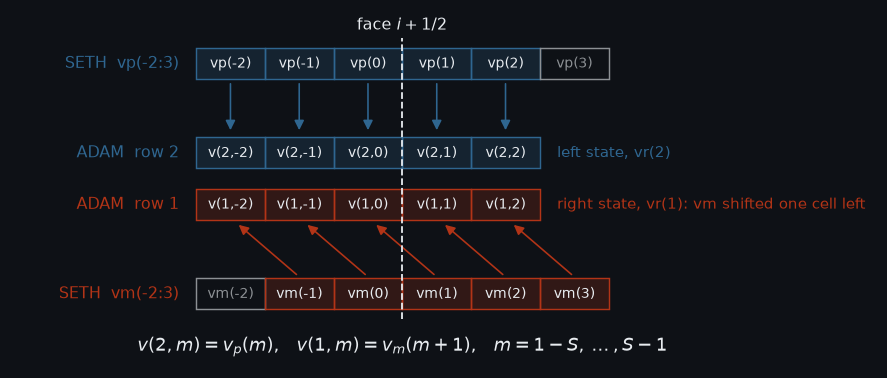 face i + 1/2
SETH vp(-2:3) vp(-2) vp(-1) vp(0) vp(1) vp(2) vp(3)
ADAM row 2 v(2,-2) v(2,-1) v(2,0) v(2,1) v(2,2) left state, vr(2)
ADAM row 1 v(1,-2) v(1,-1) v(1,0) v(1,1) v(1,2) right state, vr(1): vm shifted one cell left
SETH vm(-2:3) vm(-2) vm(-1) vm(0) vm(1) vm(2) vm(3)
v(2, m) = v_p(m), v(1, m) = v_m(m + 1), m = 1 − S, … , S − 1